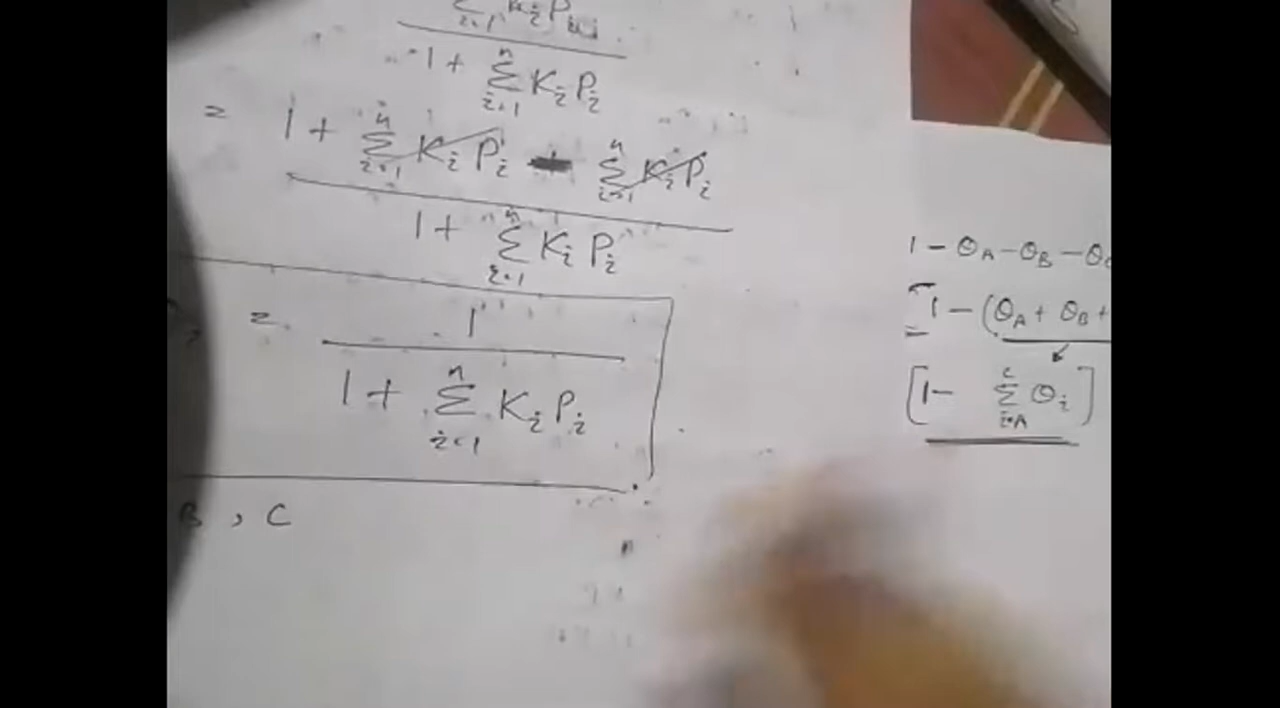 1 + Σ_{i=1}^{n} K_i P_i
= 1 + Σ_{i=1}^{n} K_i P_i - Σ_{i=1}^{n} K_i P_i
1 + Σ_{i=1}^{n} K_i P_i
= 1
1 + Σ_{i=1}^{n} K_i P_i
B , C
1 - θ_A - θ_B - θ
= 1 - (θ_A + θ_B +
[1 - Σ_{i=A}^{C} θ_i]